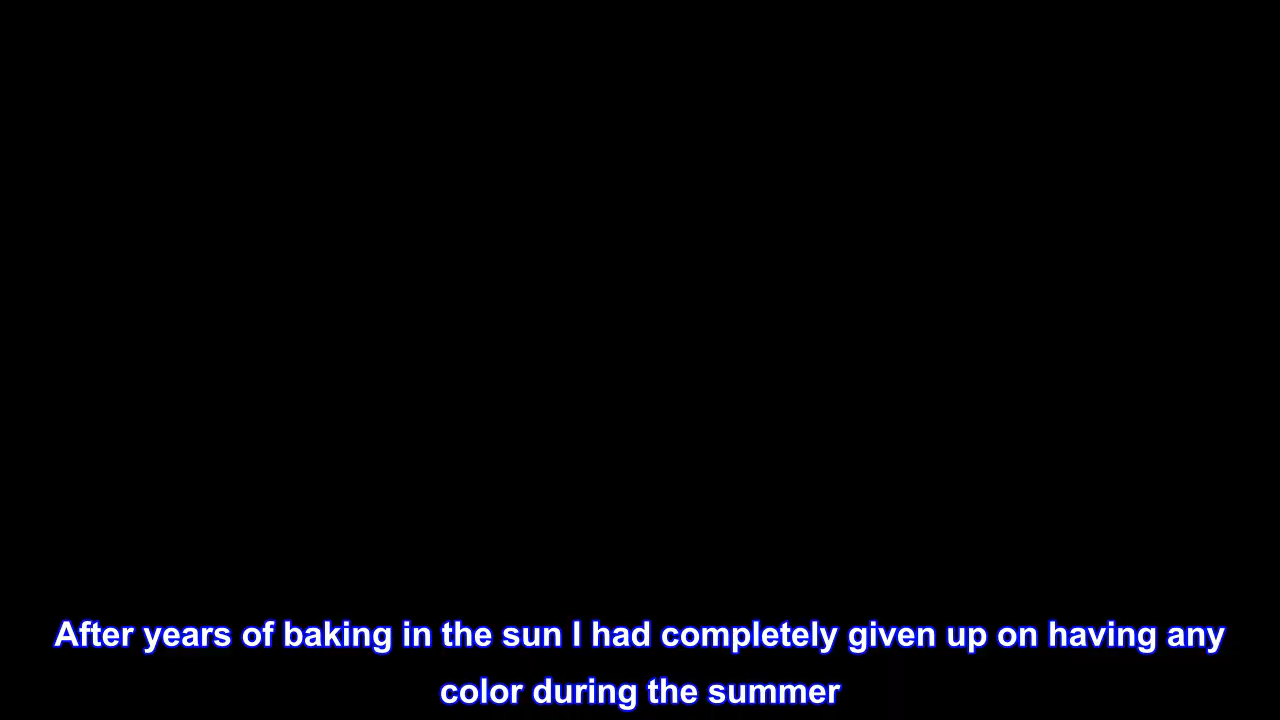 After years of baking in the sun I had completely given up on having any
color during the summer